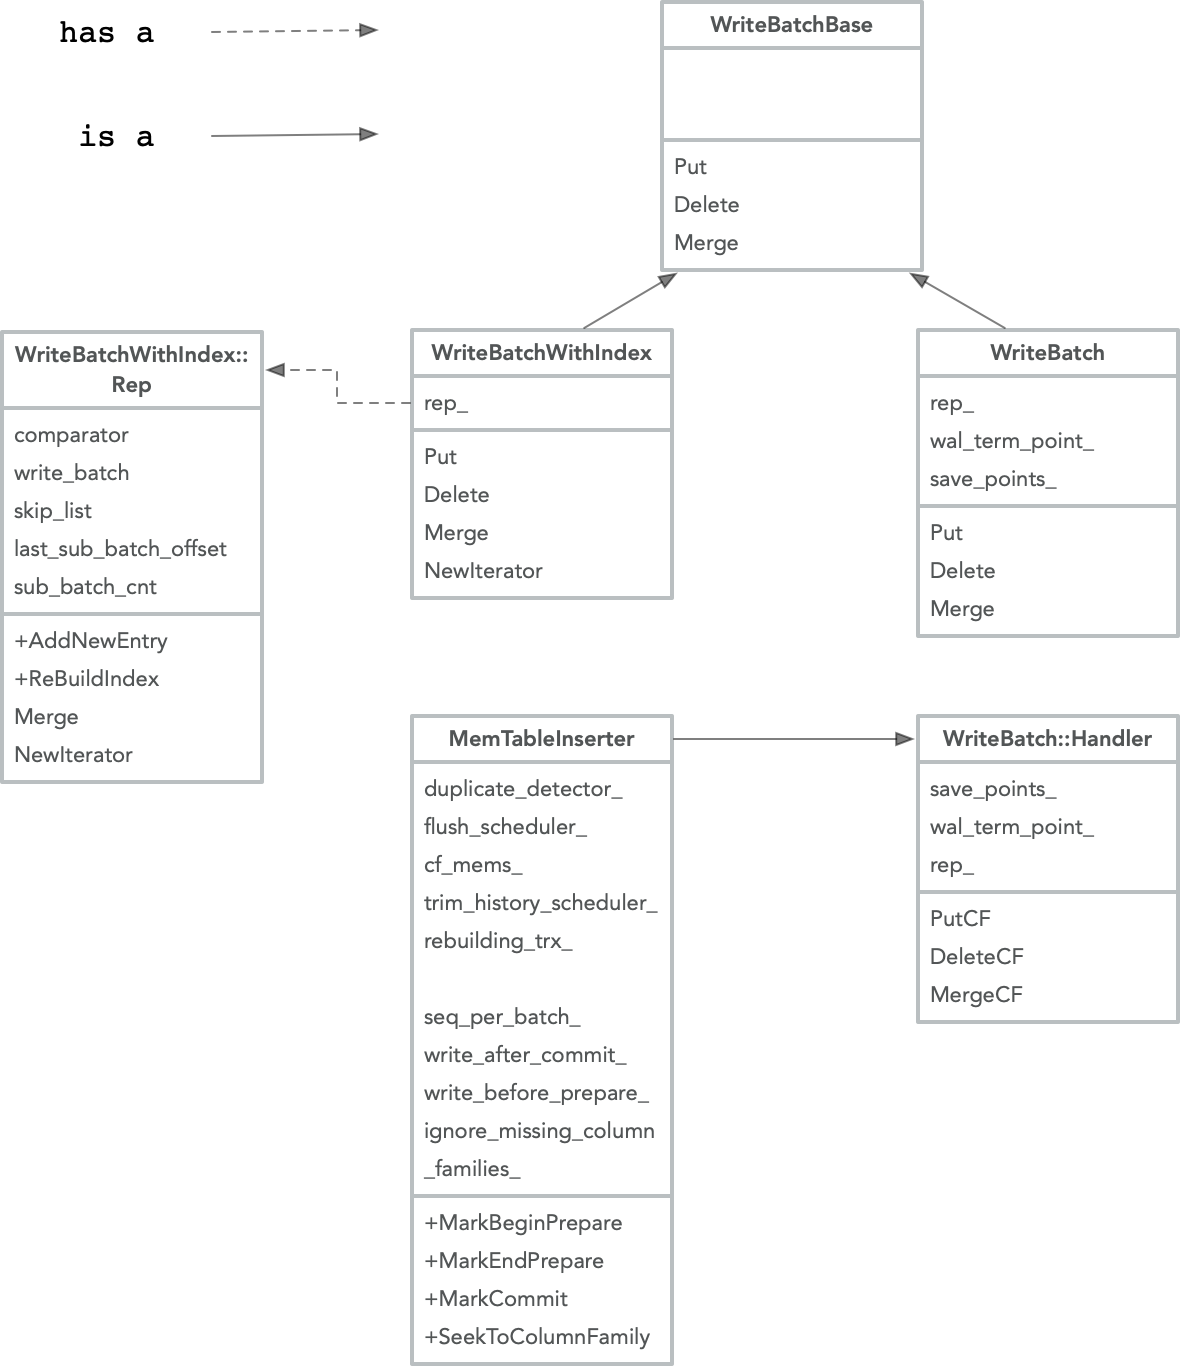 has a
is a
WriteBatchBase
Put
Delete
Merge
WriteBatchWithIndex::
Rep
comparator
write_batch
skip_list
last_sub_batch_offset
sub_batch_cnt
+AddNewEntry
+ReBuildIndex
Merge
NewIterator
WriteBatchWithIndex
rep_
Put
Delete
Merge
NewIterator
WriteBatch
rep_
wal_term_point_
save_points_
Put
Delete
Merge
MemTableInserter
duplicate_detector_
flush_scheduler_
cf_mems_
trim_history_scheduler_
rebuilding_trx_
seq_per_batch_
write_after_commit_
write_before_prepare_
ignore_missing_column
_families_
+MarkBeginPrepare
+MarkEndPrepare
+MarkCommit
+SeekToColumnFamily
WriteBatch::Handler
save_points_
wal_term_point_
rep_
PutCF
DeleteCF
MergeCF